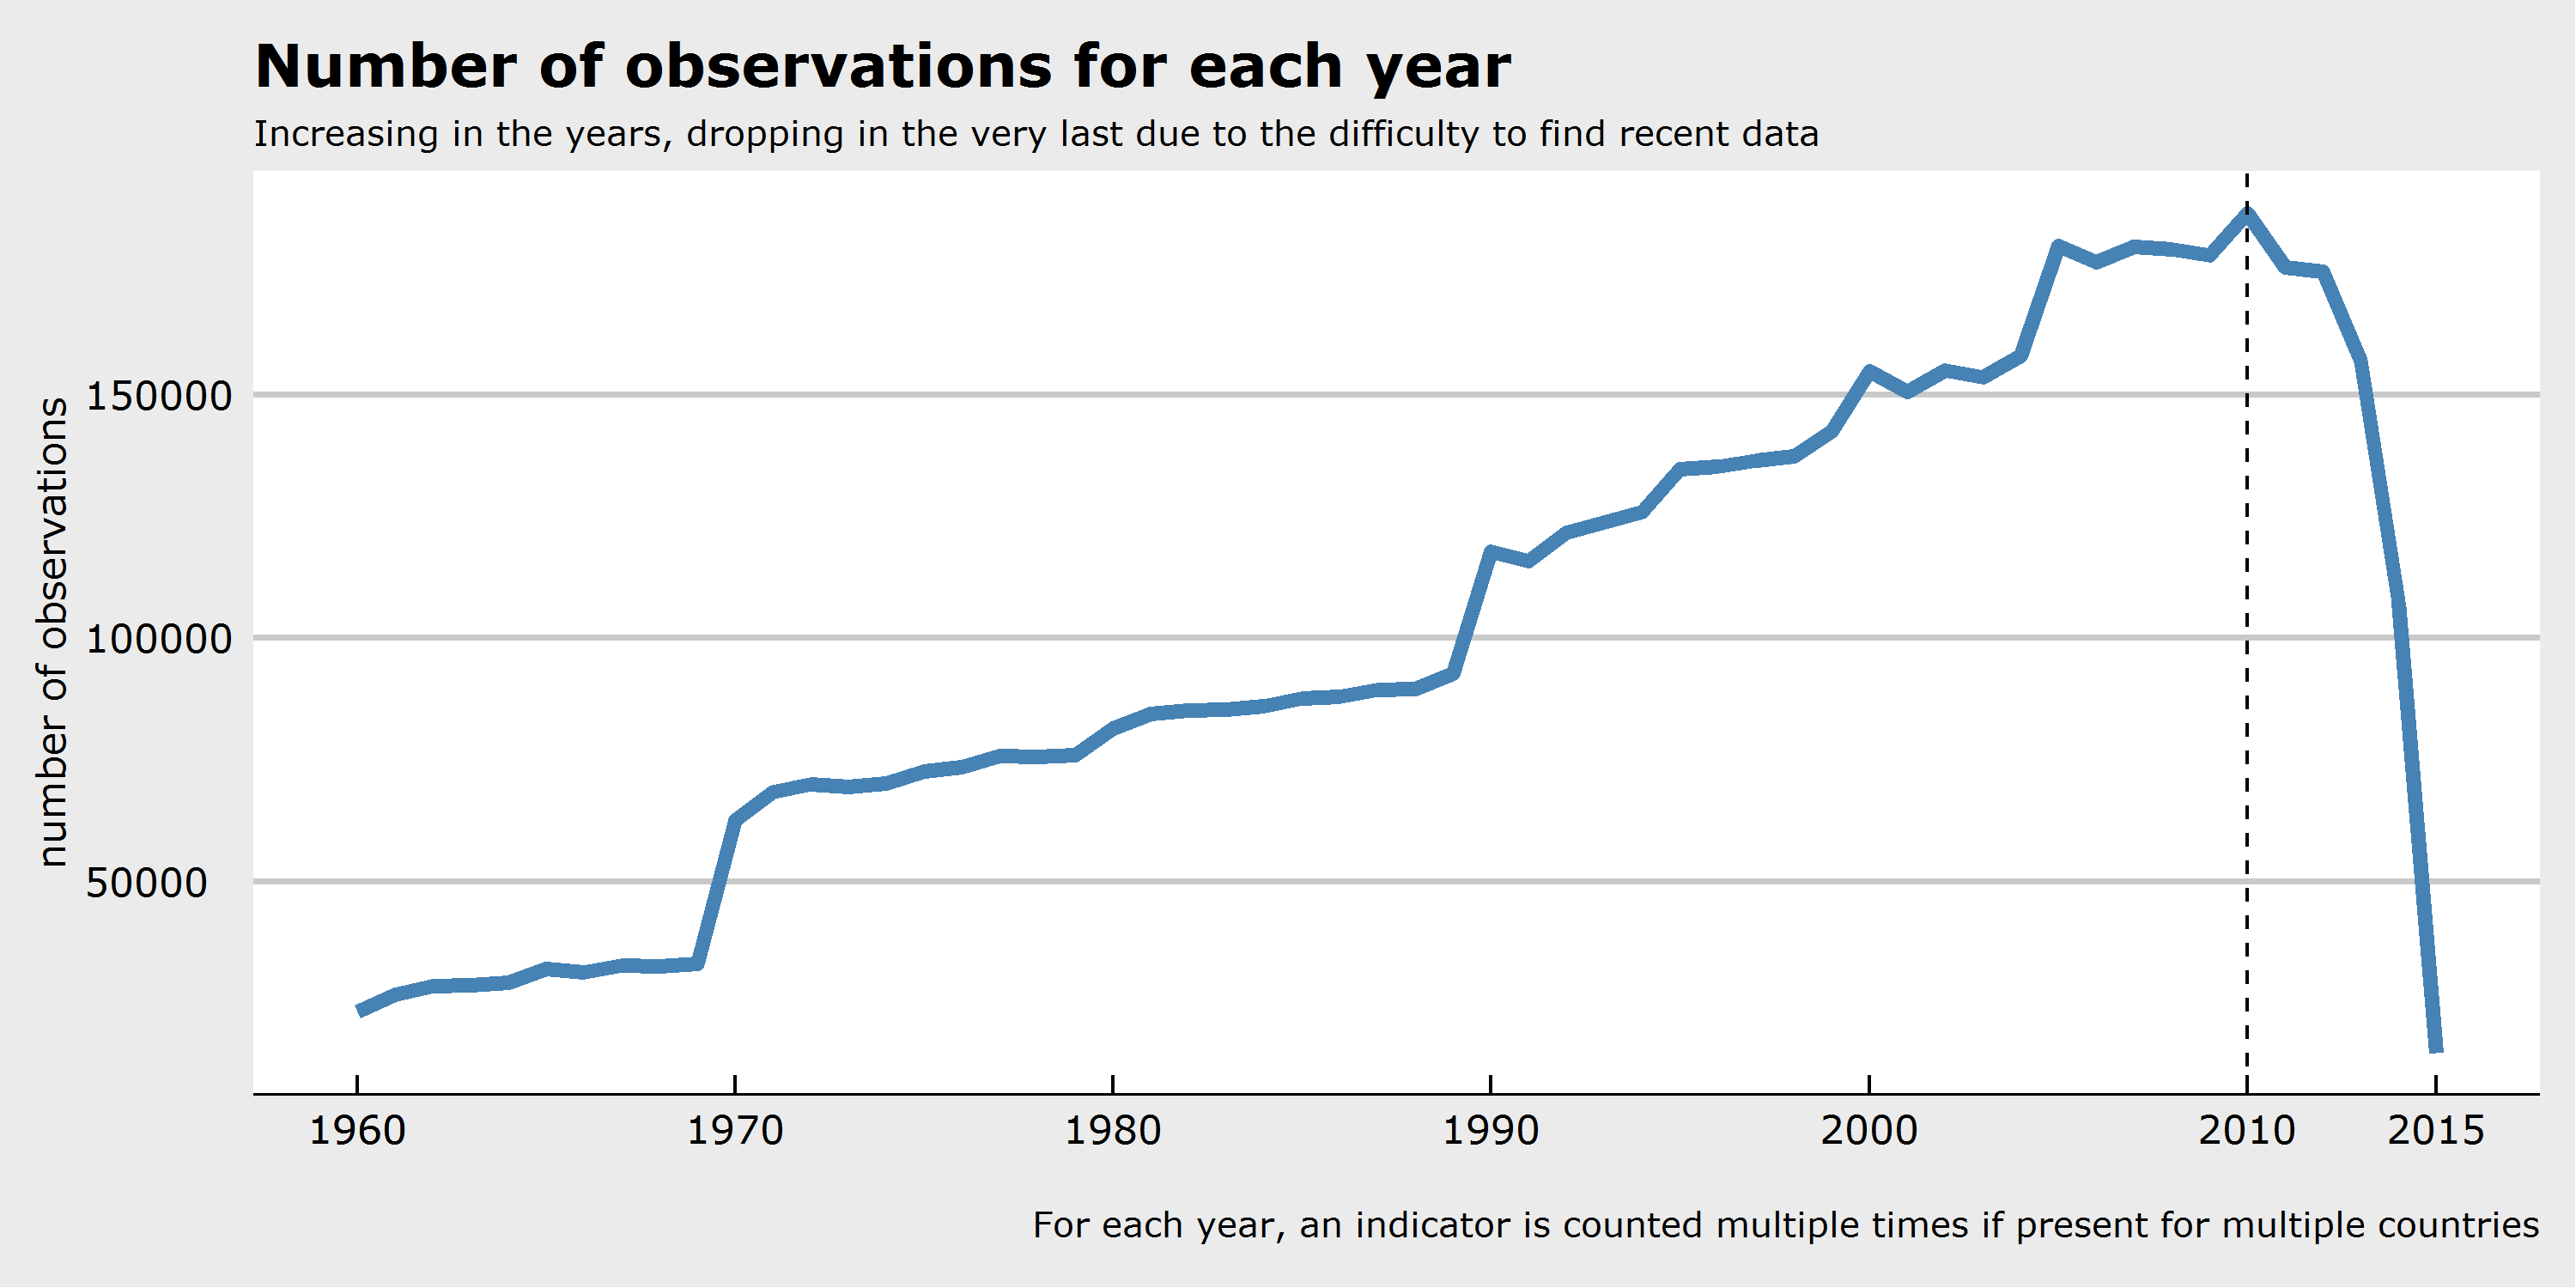 Number of observations for each year
Increasing in the years, dropping in the very last due to the difficulty to find recent data
number of observations
150000
100000
50000
1960 1970 1980 1990 2000 2010 2015
For each year, an indicator is counted multiple times if present for multiple countries